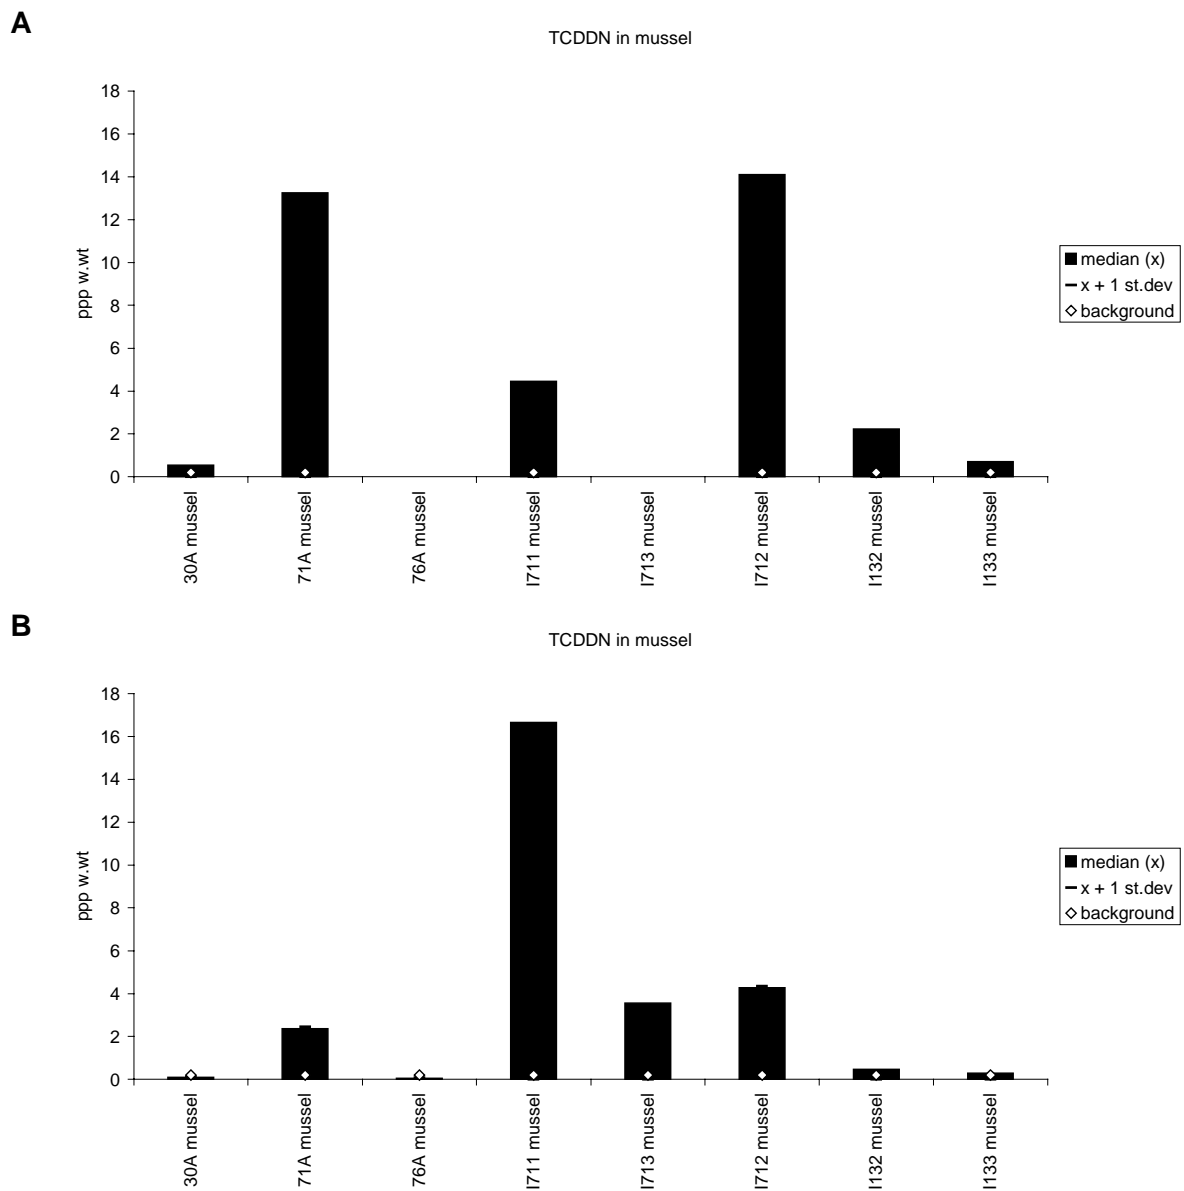 A
TCDDN in mussel
18
16
14
12
10
8
6
4
2
0
ppp w.wt
30A mussel
71A mussel
76A mussel
I711 mussel
I713 mussel
I712 mussel
I132 mussel
I133 mussel
median (x)
x + 1 st.dev
background
B
TCDDN in mussel
18
16
14
12
10
8
6
4
2
0
ppp w.wt
30A mussel
71A mussel
76A mussel
I711 mussel
I713 mussel
I712 mussel
I132 mussel
I133 mussel
median (x)
x + 1 st.dev
background